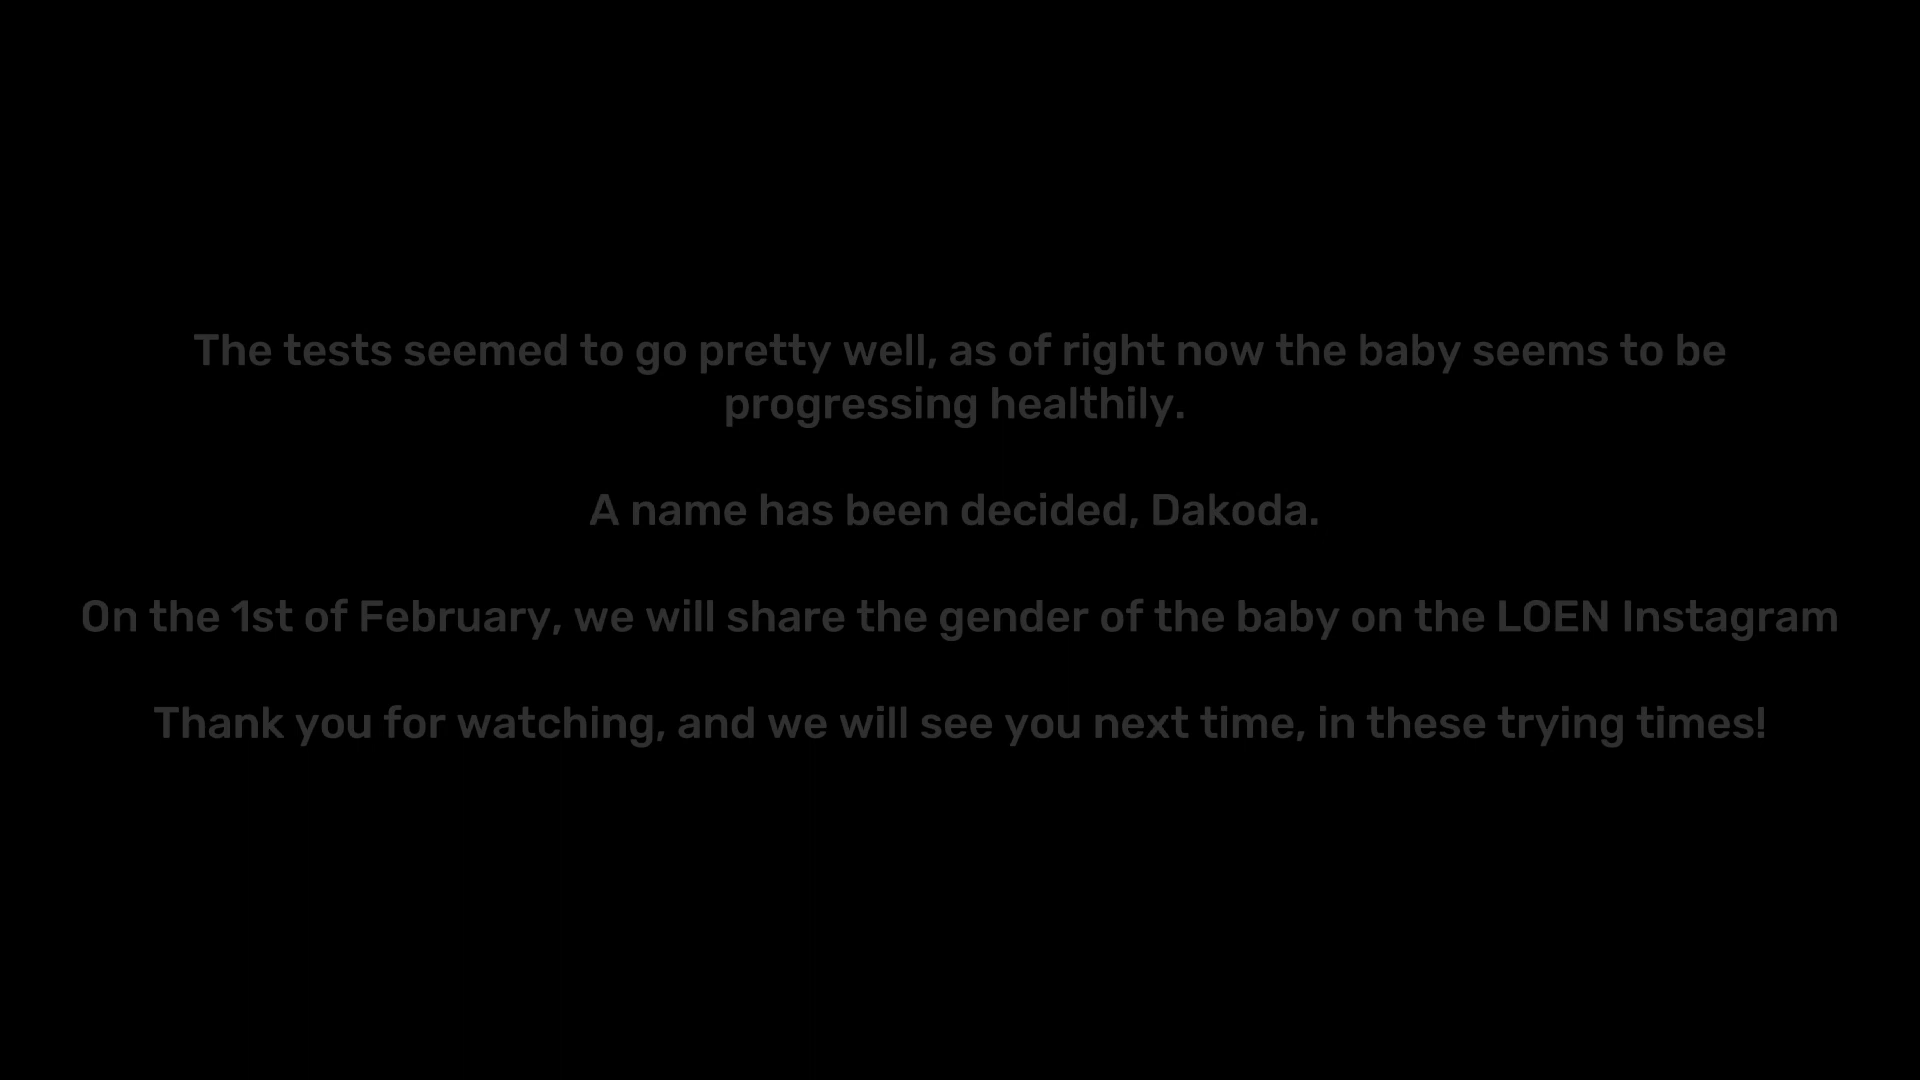 The tests seemed to go pretty well, as of right now the baby seems to be
progressing healthily.
A name has been decided, Dakoda.
On the 1st of February, we will share the gender of the baby on the LOEN Instagram
Thank you for watching, and we will see you next time, in these trying times!